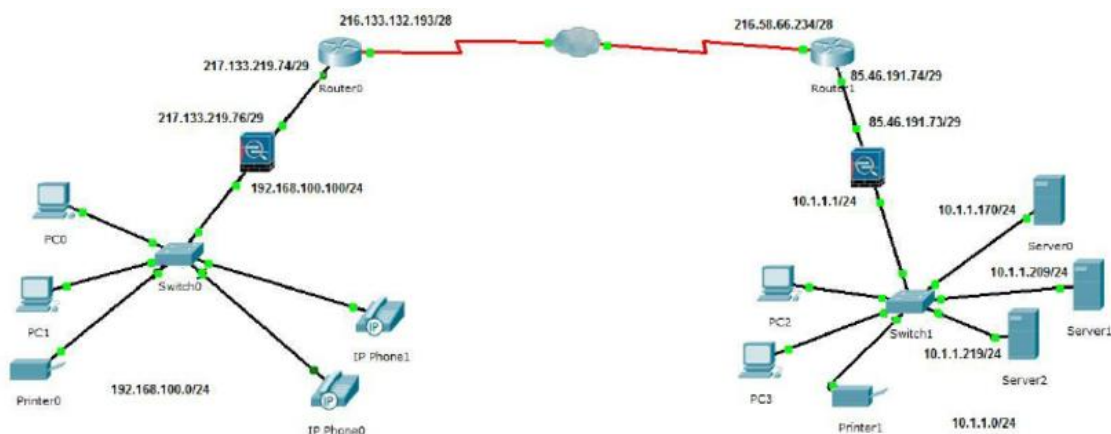 216.133.132.193/28
216.58.66.234/28
217.133.219.74/29
Router0
Router1
85.46.191.74/29
217.133.219.76/29
85.46.191.73/29
192.168.100.100/24
10.1.1.1/24
10.1.1.170/24
PC0
Server0
Switch0
10.1.1.209/24
PC1
PC2
Switch1
Server1
IP
IP Phone1
10.1.1.219/24
Printer0
192.168.100.0/24
IP
IP Phone0
PC3
Server2
Printer1
10.1.1.0/24